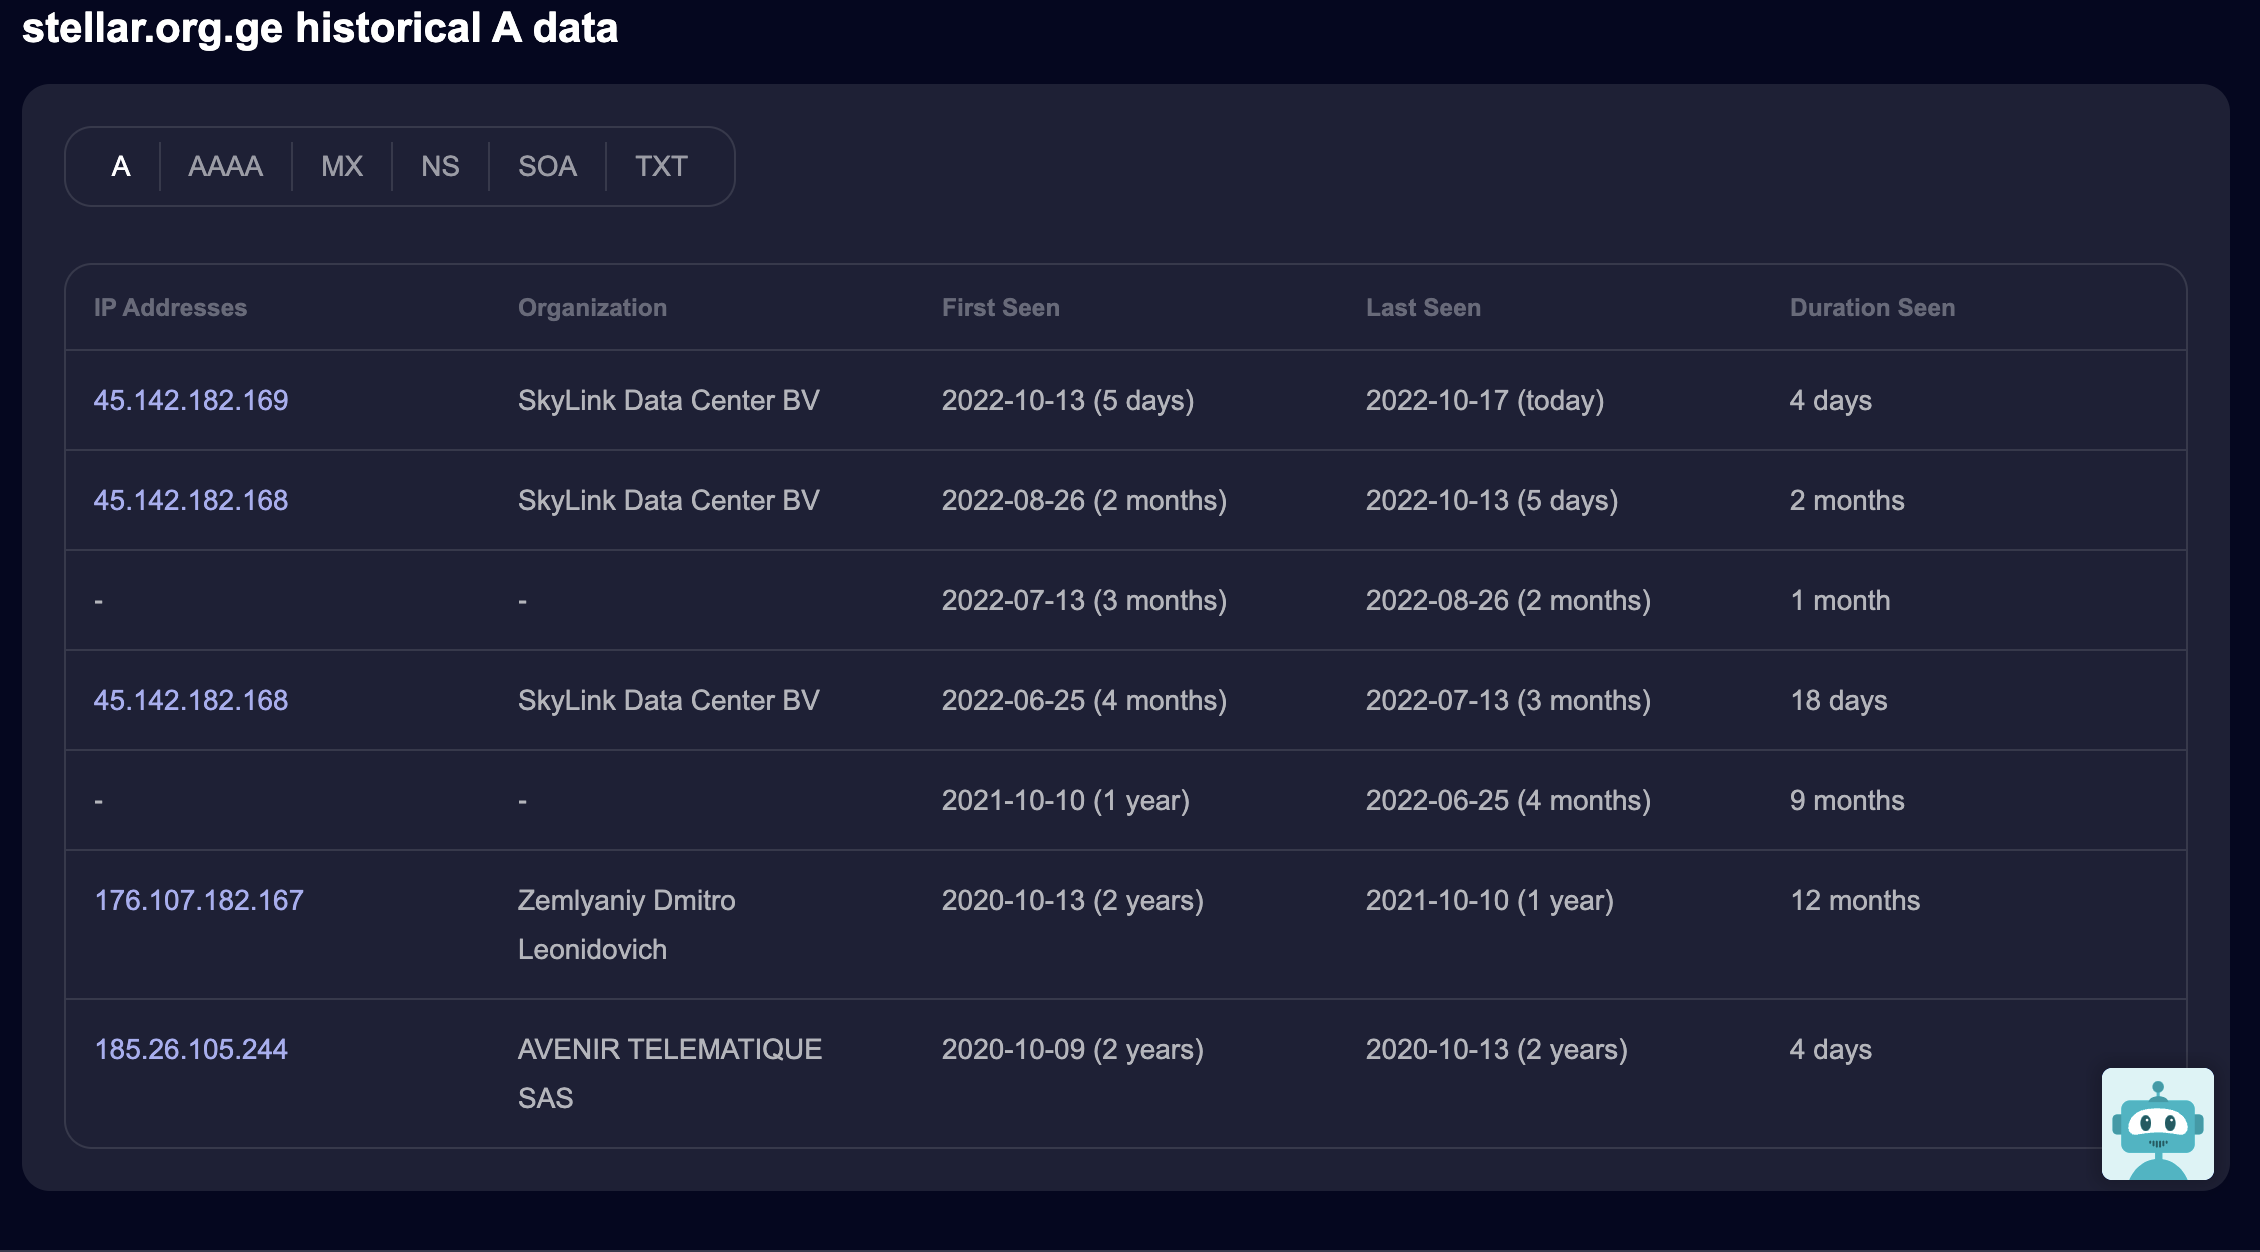 stellar.org.ge historical A data
A AAAA MX NS SOA TXT
IP Addresses Organization First Seen Last Seen Duration Seen
45.142.182.169 SkyLink Data Center BV 2022-10-13 (5 days) 2022-10-17 (today) 4 days
45.142.182.168 SkyLink Data Center BV 2022-08-26 (2 months) 2022-10-13 (5 days) 2 months
- - 2022-07-13 (3 months) 2022-08-26 (2 months) 1 month
45.142.182.168 SkyLink Data Center BV 2022-06-25 (4 months) 2022-07-13 (3 months) 18 days
- - 2021-10-10 (1 year) 2022-06-25 (4 months) 9 months
176.107.182.167 Zemlyaniy Dmitro 2020-10-13 (2 years) 2021-10-10 (1 year) 12 months
Leonidovich
185.26.105.244 AVENIR TELEMATIQUE 2020-10-09 (2 years) 2020-10-13 (2 years) 4 days
SAS